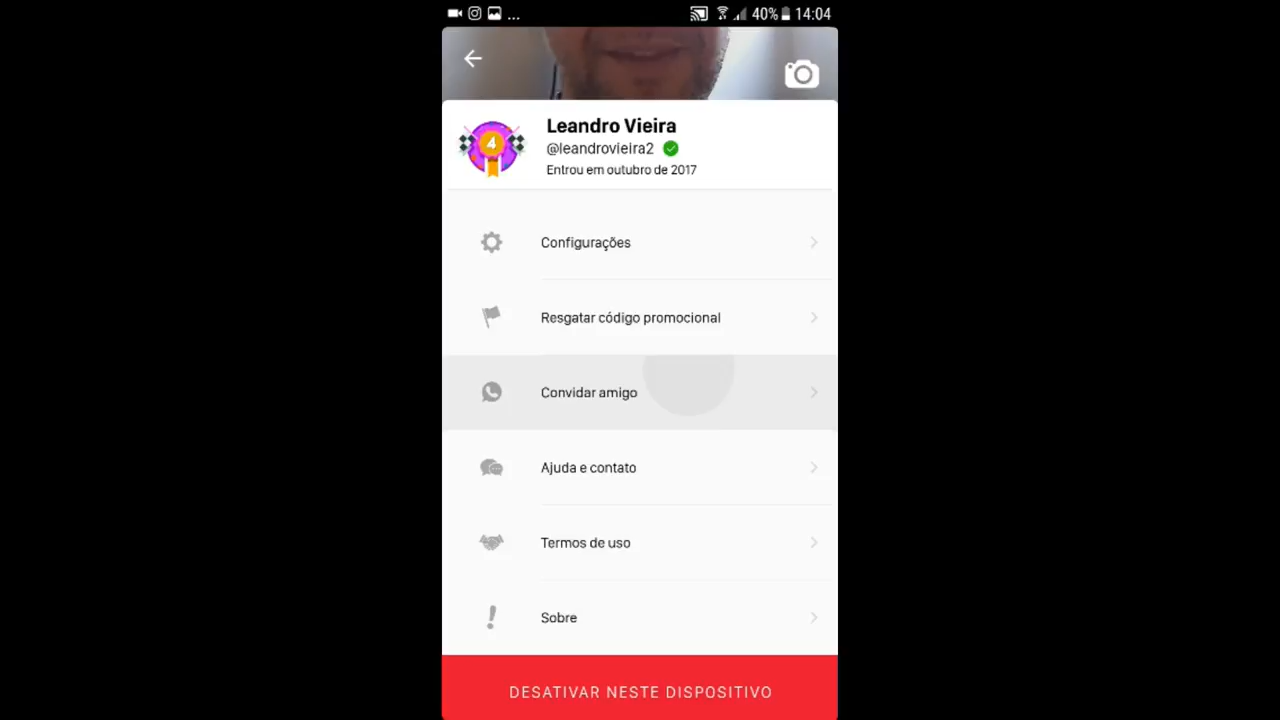 ... 40% 14:04
Leandro Vieira
@leandrovieira2
Entrou em outubro de 2017
4
Configurações
Resgatar código promocional
Convidar amigo
Ajuda e contato
Termos de uso
Sobre
DESATIVAR NESTE DISPOSITIVO